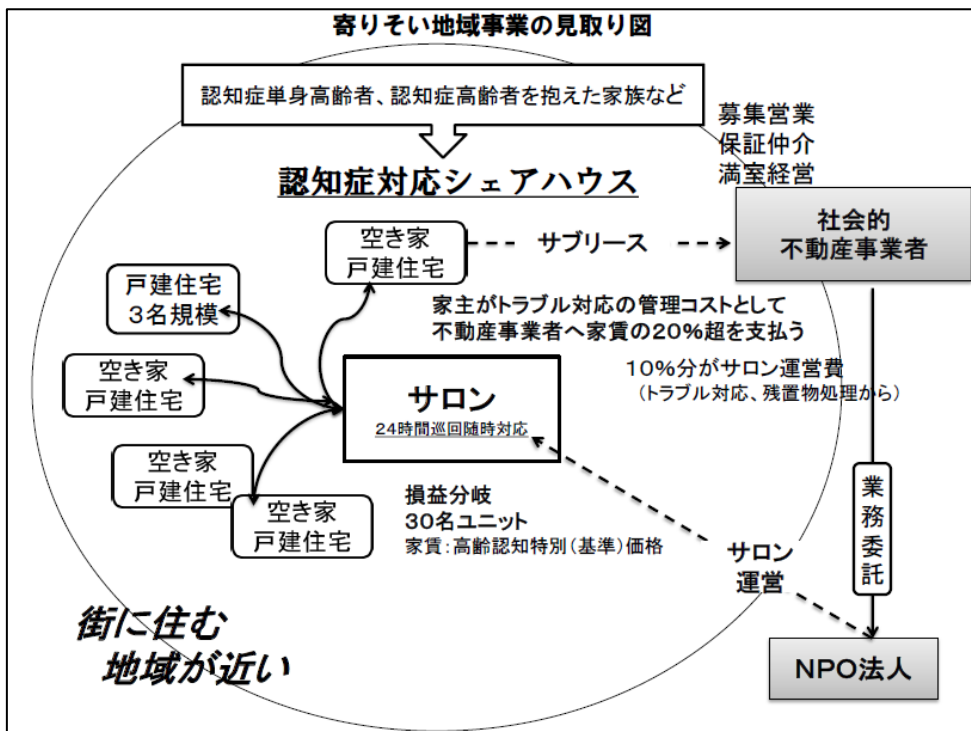 寄りそい地域事業の見取り図
認知症単身高齢者、認知症高齢者を抱えた家族など
募集営業
保証仲介
満室経営
認知症対応シェアハウス
社会的
不動産事業者
空き家
戸建住宅
サブリース
戸建住宅
3名規模
家主がトラブル対応の管理コストとして
不動産事業者へ家賃の20%超を支払う
空き家
戸建住宅
10%分がサロン運営費
(トラブル対応、残置物処理から)
サロン
24時間巡回随時対応
空き家
戸建住宅
空き家
戸建住宅
損益分岐
30名ユニット
家賃:高齢認知特別(基準)価格
業務委託
サロン
運営
街に住む
地域が近い
NPO法人